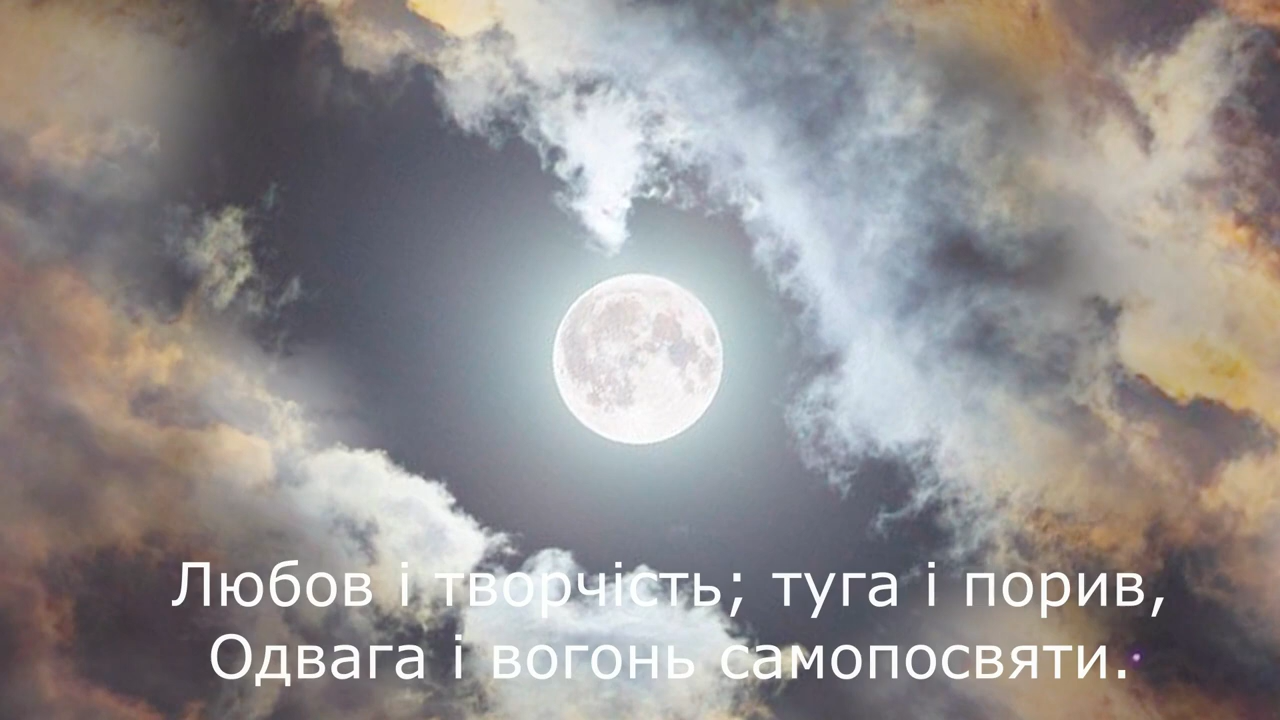 Любов і творчість; туга і порив,
Одвага і вогонь самопосвяти.